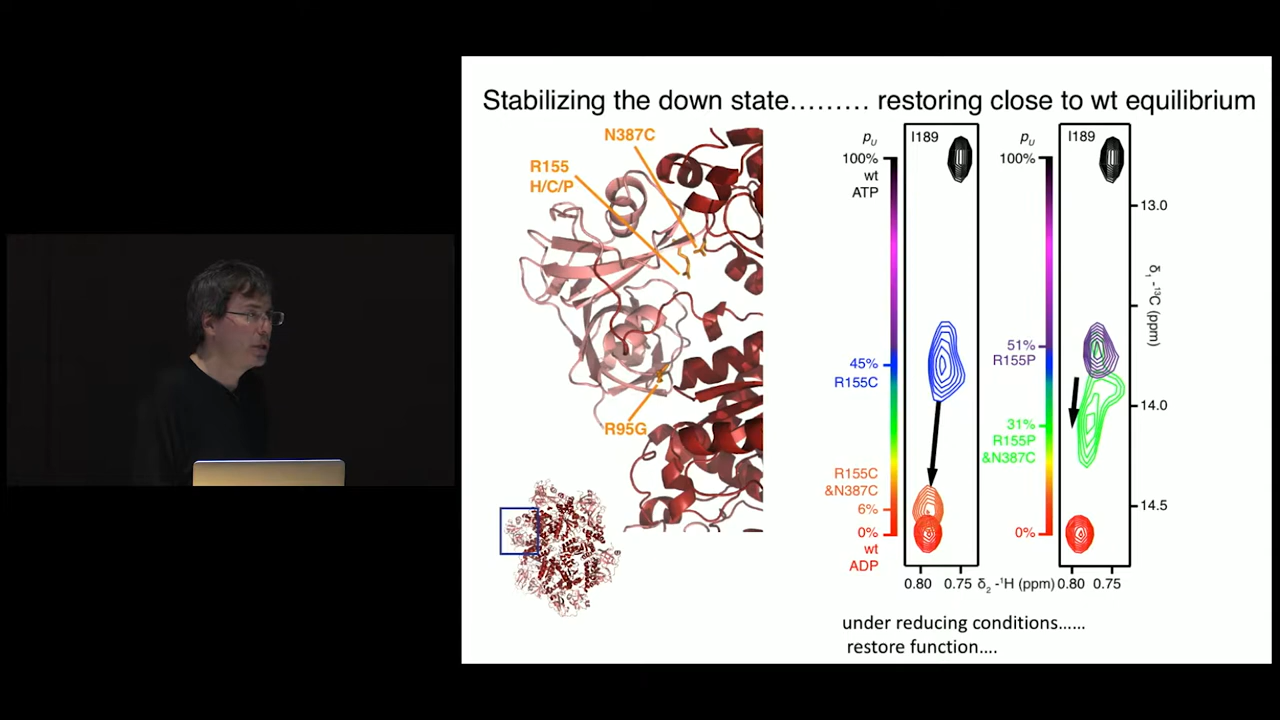 Stabilizing the down state......... restoring close to wt equilibrium
N387C
R155
H/C/P
R95G
pU
100%
wt
ATP
45%
R155C
R155C
&N387C
6%
0%
wt
ADP
I189
0.80 0.75 δ2 -1H (ppm) 0.80 0.75
pU
100%
51%
R155P
31%
R155P
&N387C
0%
I189
13.0
14.0
14.5
δ1 -13C (ppm)
under reducing conditions......
restore function....